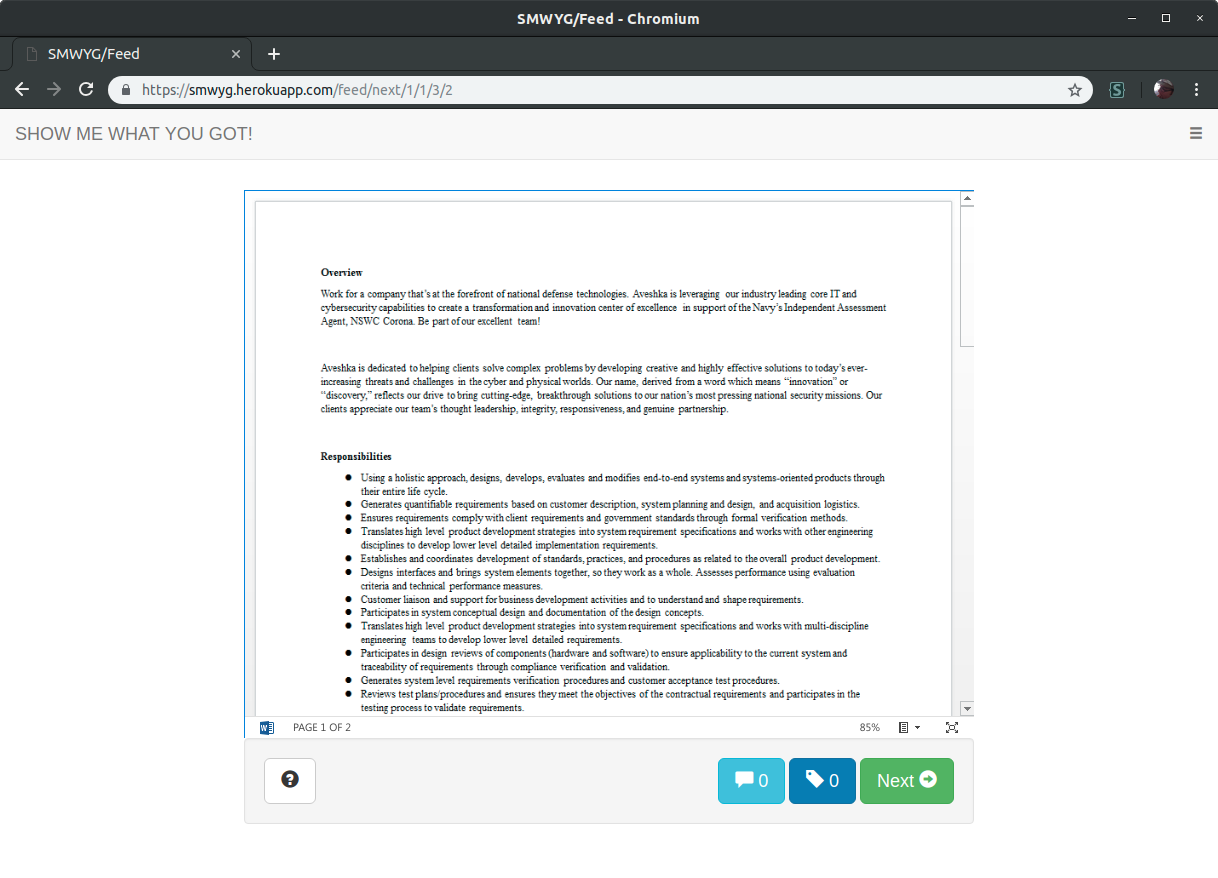 SMWYG/Feed - Chromium
SMWYG/Feed
https://smwyg.herokuapp.com/feed/next/1/1/3/2
SHOW ME WHAT YOU GOT!
Overview
Work for a company that's at the forefront of national defense technologies. Aveshka is leveraging our industry leading core IT and
cybersecurity capabilities to create a transformation and innovation center of excellence in support of the Navy's Independent Assessment
Agent, NSWC Corona. Be part of our excellent team!
Aveshka is dedicated to helping clients solve complex problems by developing creative and highly effective solutions to today's ever-
increasing threats and challenges in the cyber and physical worlds. Our name, derived from a word which means “innovation” or
“discovery,” reflects our drive to bring cutting-edge, breakthrough solutions to our nation's most pressing national security missions. Our
clients appreciate our team's thought leadership, integrity, responsiveness, and genuine partnership.
Responsibilities
● Using a holistic approach, designs, develops, evaluates and modifies end-to-end systems and systems-oriented products through
their entire life cycle.
● Generates quantifiable requirements based on customer description, system planning and design, and acquisition logistics.
● Ensures requirements comply with client requirements and government standards through formal verification methods.
● Translates high level product development strategies into system requirement specifications and works with other engineering
disciplines to develop lower level detailed implementation requirements.
● Establishes and coordinates development of standards, practices, and procedures as related to the overall product development.
● Designs interfaces and brings system elements together, so they work as a whole. Assesses performance using evaluation
criteria and technical performance measures.
● Customer liaison and support for business development activities and to understand and shape requirements.
● Participates in system conceptual design and documentation of the design concepts.
● Translates high level product development strategies into system requirement specifications and works with multi-discipline
engineering teams to develop lower level detailed requirements.
● Participates in design reviews of components (hardware and software) to ensure applicability to the current system and
traceability of requirements through compliance verification and validation.
● Generates system level requirements verification procedures and customer acceptance test procedures.
● Reviews test plans/procedures and ensures they meet the objectives of the contractual requirements and participates in the
testing process to validate requirements.
PAGE 1 OF 2
85%
0
0
Next